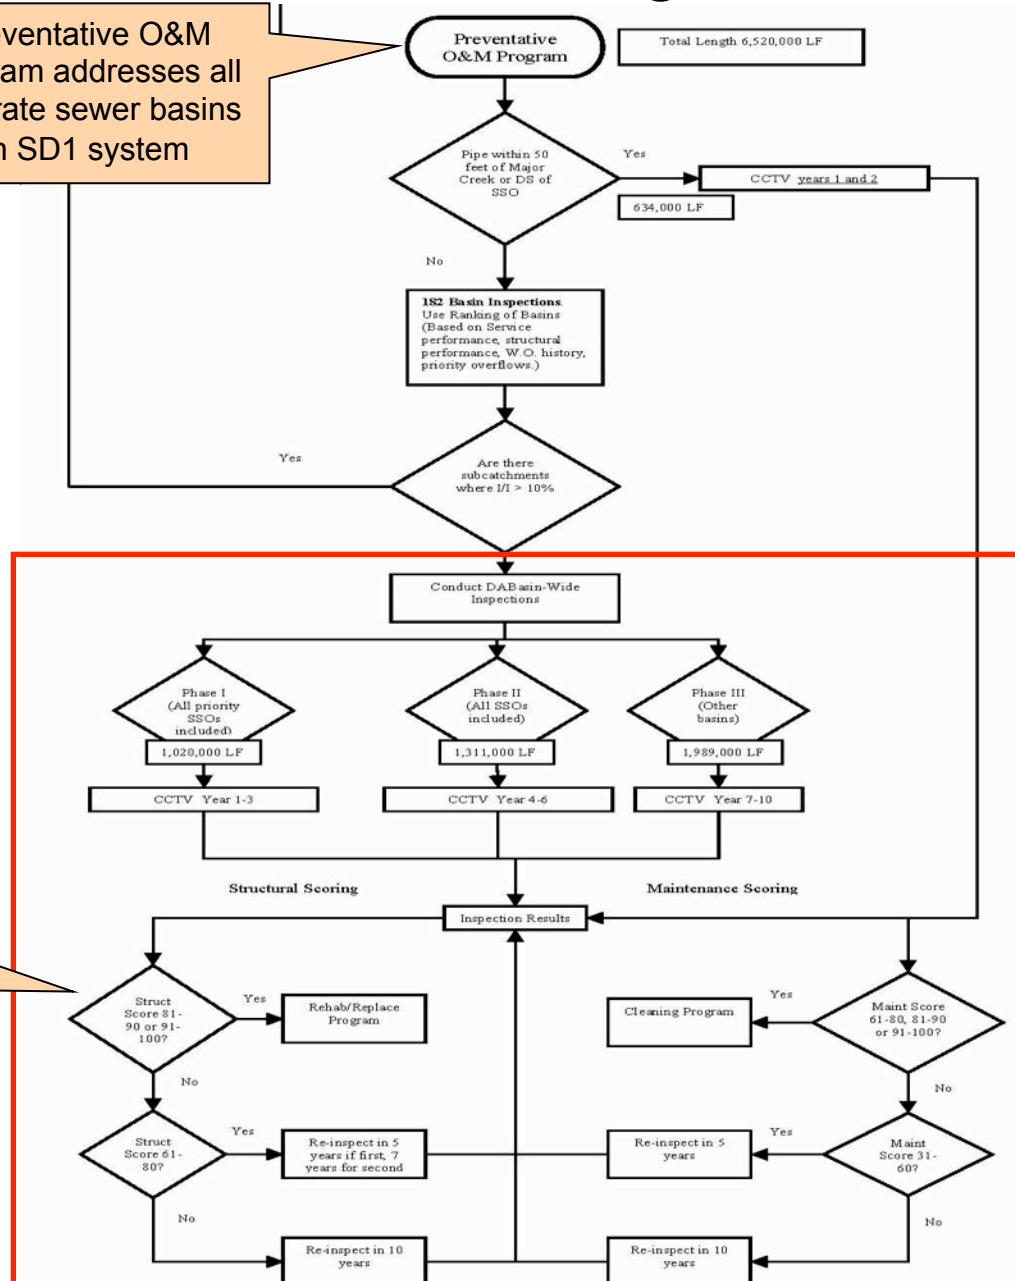 eventative O&M
am addresses all
rate sewer basins
n SD1 system
Preventative
O&M Program
Total Length 6,520,000 LF
Pipe within 50
feet of Major
Creek or DS of
SSO
Yes
CCTV years 1 and 2
634,000 LF
No
182 Basin Inspections.
Use Ranking of Basins
(Based on Service
performance, structural
performance, W.O. history,
priority overflows.)
Yes
Are there
subcatchments
where I/I > 10%
Conduct DABasin-Wide
Inspections
Phase I
(All priority
SSOs
included)
1,020,000 LF
CCTV Year 1-3
Phase II
(All SSOs
included)
1,311,000 LF
CCTV Year 4-6
Phase III
(Other
basins)
1,989,000 LF
CCTV Year 7-10
Structural Scoring
Maintenance Scoring
Inspection Results
Struct
Score 81-
90 or 91-
100?
Yes
Rehab/Replace
Program
Cleaning Program
Yes
Maint Score
61-80, 81-90
or 91-100?
No
No
Struct
Score 61-
80?
Yes
Re-inspect in 5
years if first, 7
years for second
Re-inspect in 5
years
Yes
Maint
Score 31-
60?
No
No
Re-inspect in 10
years
Re-inspect in 10
years